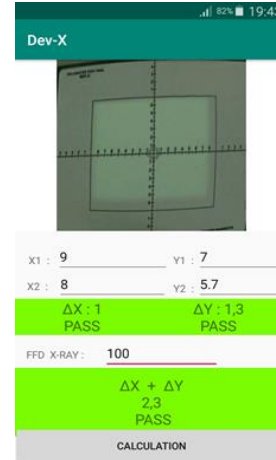 82% 19:43
Dev-X
X1 : 9 Y1 : 7
X2 : 8 Y2 : 5.7
ΔX : 1 ΔY : 1,3
PASS PASS
FFD X-RAY : 100
ΔX + ΔY
2,3
PASS
CALCULATION